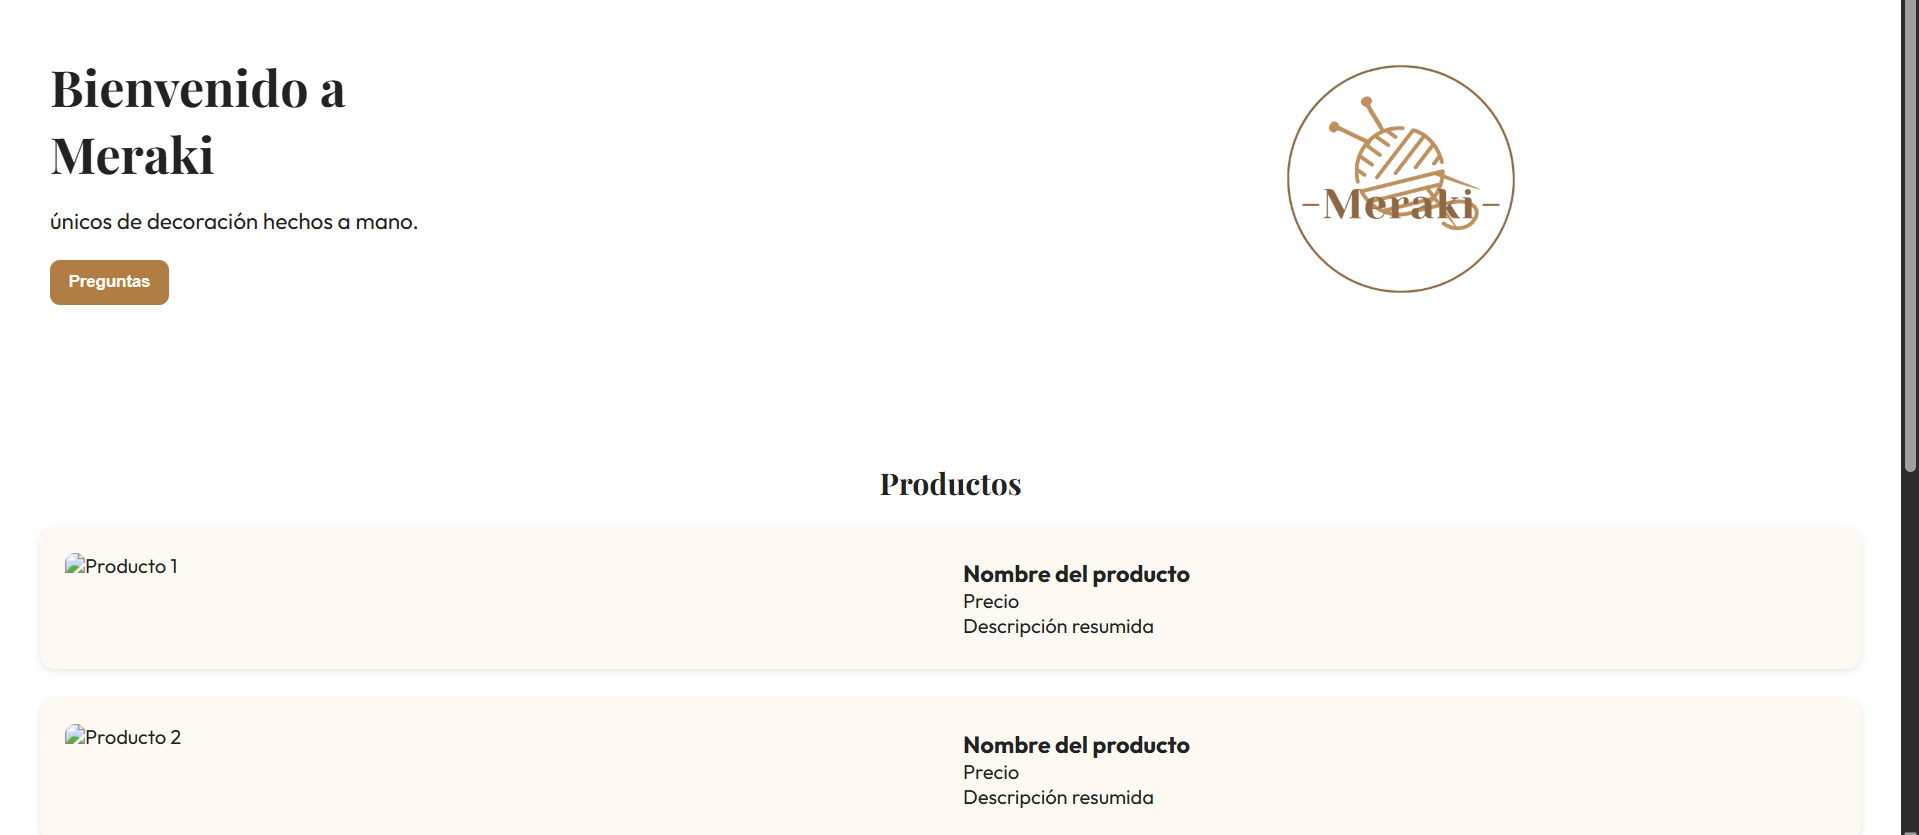 Bienvenido a
Meraki
únicos de decoración hechos a mano.
Preguntas
-Meraki-
Productos
Producto 1
Nombre del producto
Precio
Descripción resumida
Producto 2
Nombre del producto
Precio
Descripción resumida